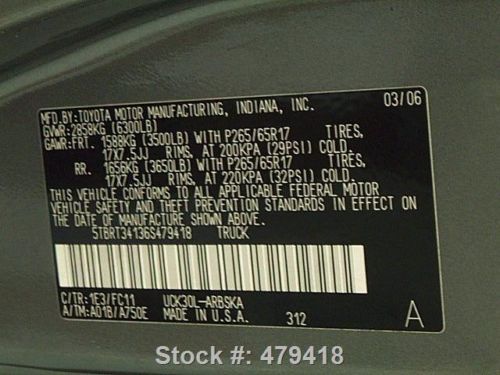 MFD.BY: TOYOTA MOTOR MANUFACTURING, INDIANA, INC. 03/06
GVWR: 2858KG (6300LB)
GAWR: FRT. 1588KG (3500LB) WITH P265/65R17 TIRES,
17X7.5JJ RIMS, AT 200KPA (29PSI) COLD.
RR. 1656KG (3650LB) WITH P265/65R17 TIRES,
17X7.5JJ RIMS, AT 220KPA (32PSI) COLD.
THIS VEHICLE CONFORMS TO ALL APPLICABLE FEDERAL MOTOR
VEHICLE SAFETY AND THEFT PREVENTION STANDARDS IN EFFECT
ON THE DATE OF MANUFACTURE SHOWN ABOVE.
5TBRT34136S479418 TRUCK
C/TR: 1E3/FC11 UCK30L-ARBSKA
A/TM: A01B/A750E MADE IN U.S.A. 312 A
Stock #: 479418